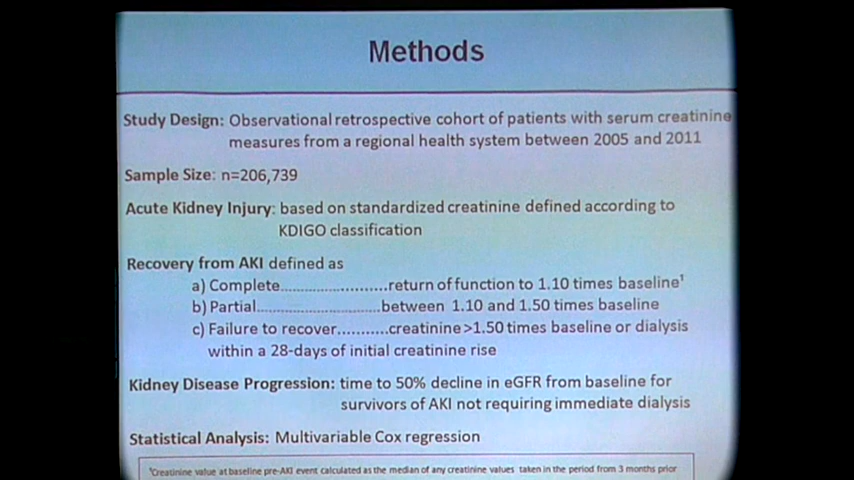 Methods
Study Design: Observational retrospective cohort of patients with serum creatinine
measures from a regional health system between 2005 and 2011
Sample Size: n=206,739
Acute Kidney Injury: based on standardized creatinine defined according to
KDIGO classification
Recovery from AKI defined as
a) Complete........................return of function to 1.10 times baseline¹
b) Partial...............................between 1.10 and 1.50 times baseline
c) Failure to recover..........creatinine >1.50 times baseline or dialysis
within a 28-days of initial creatinine rise
Kidney Disease Progression: time to 50% decline in eGFR from baseline for
survivors of AKI not requiring immediate dialysis
Statistical Analysis: Multivariable Cox regression
¹Creatinine value at baseline pre-AKI event calculated as the median of any creatinine values taken in the period from 3 months prior